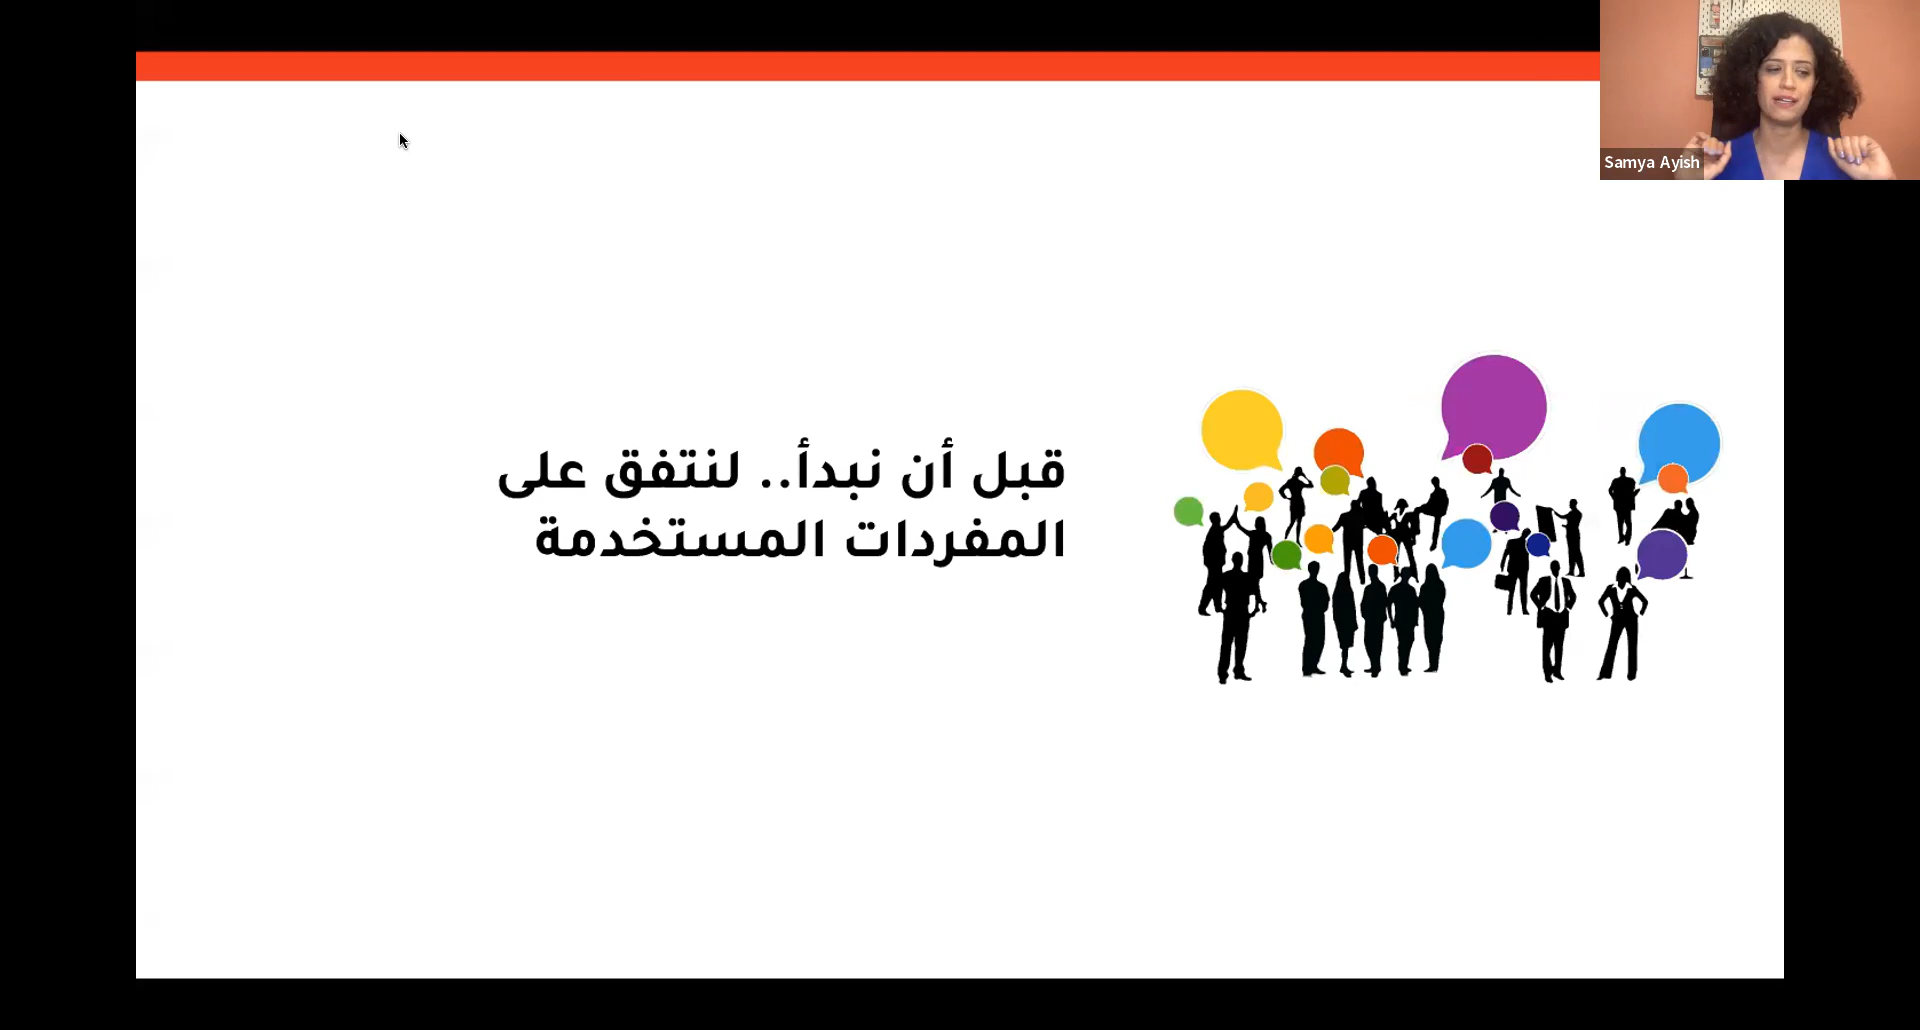 قبل أن نبدأ.. لنتفق على
المفردات المستخدمة
Samya Ayish